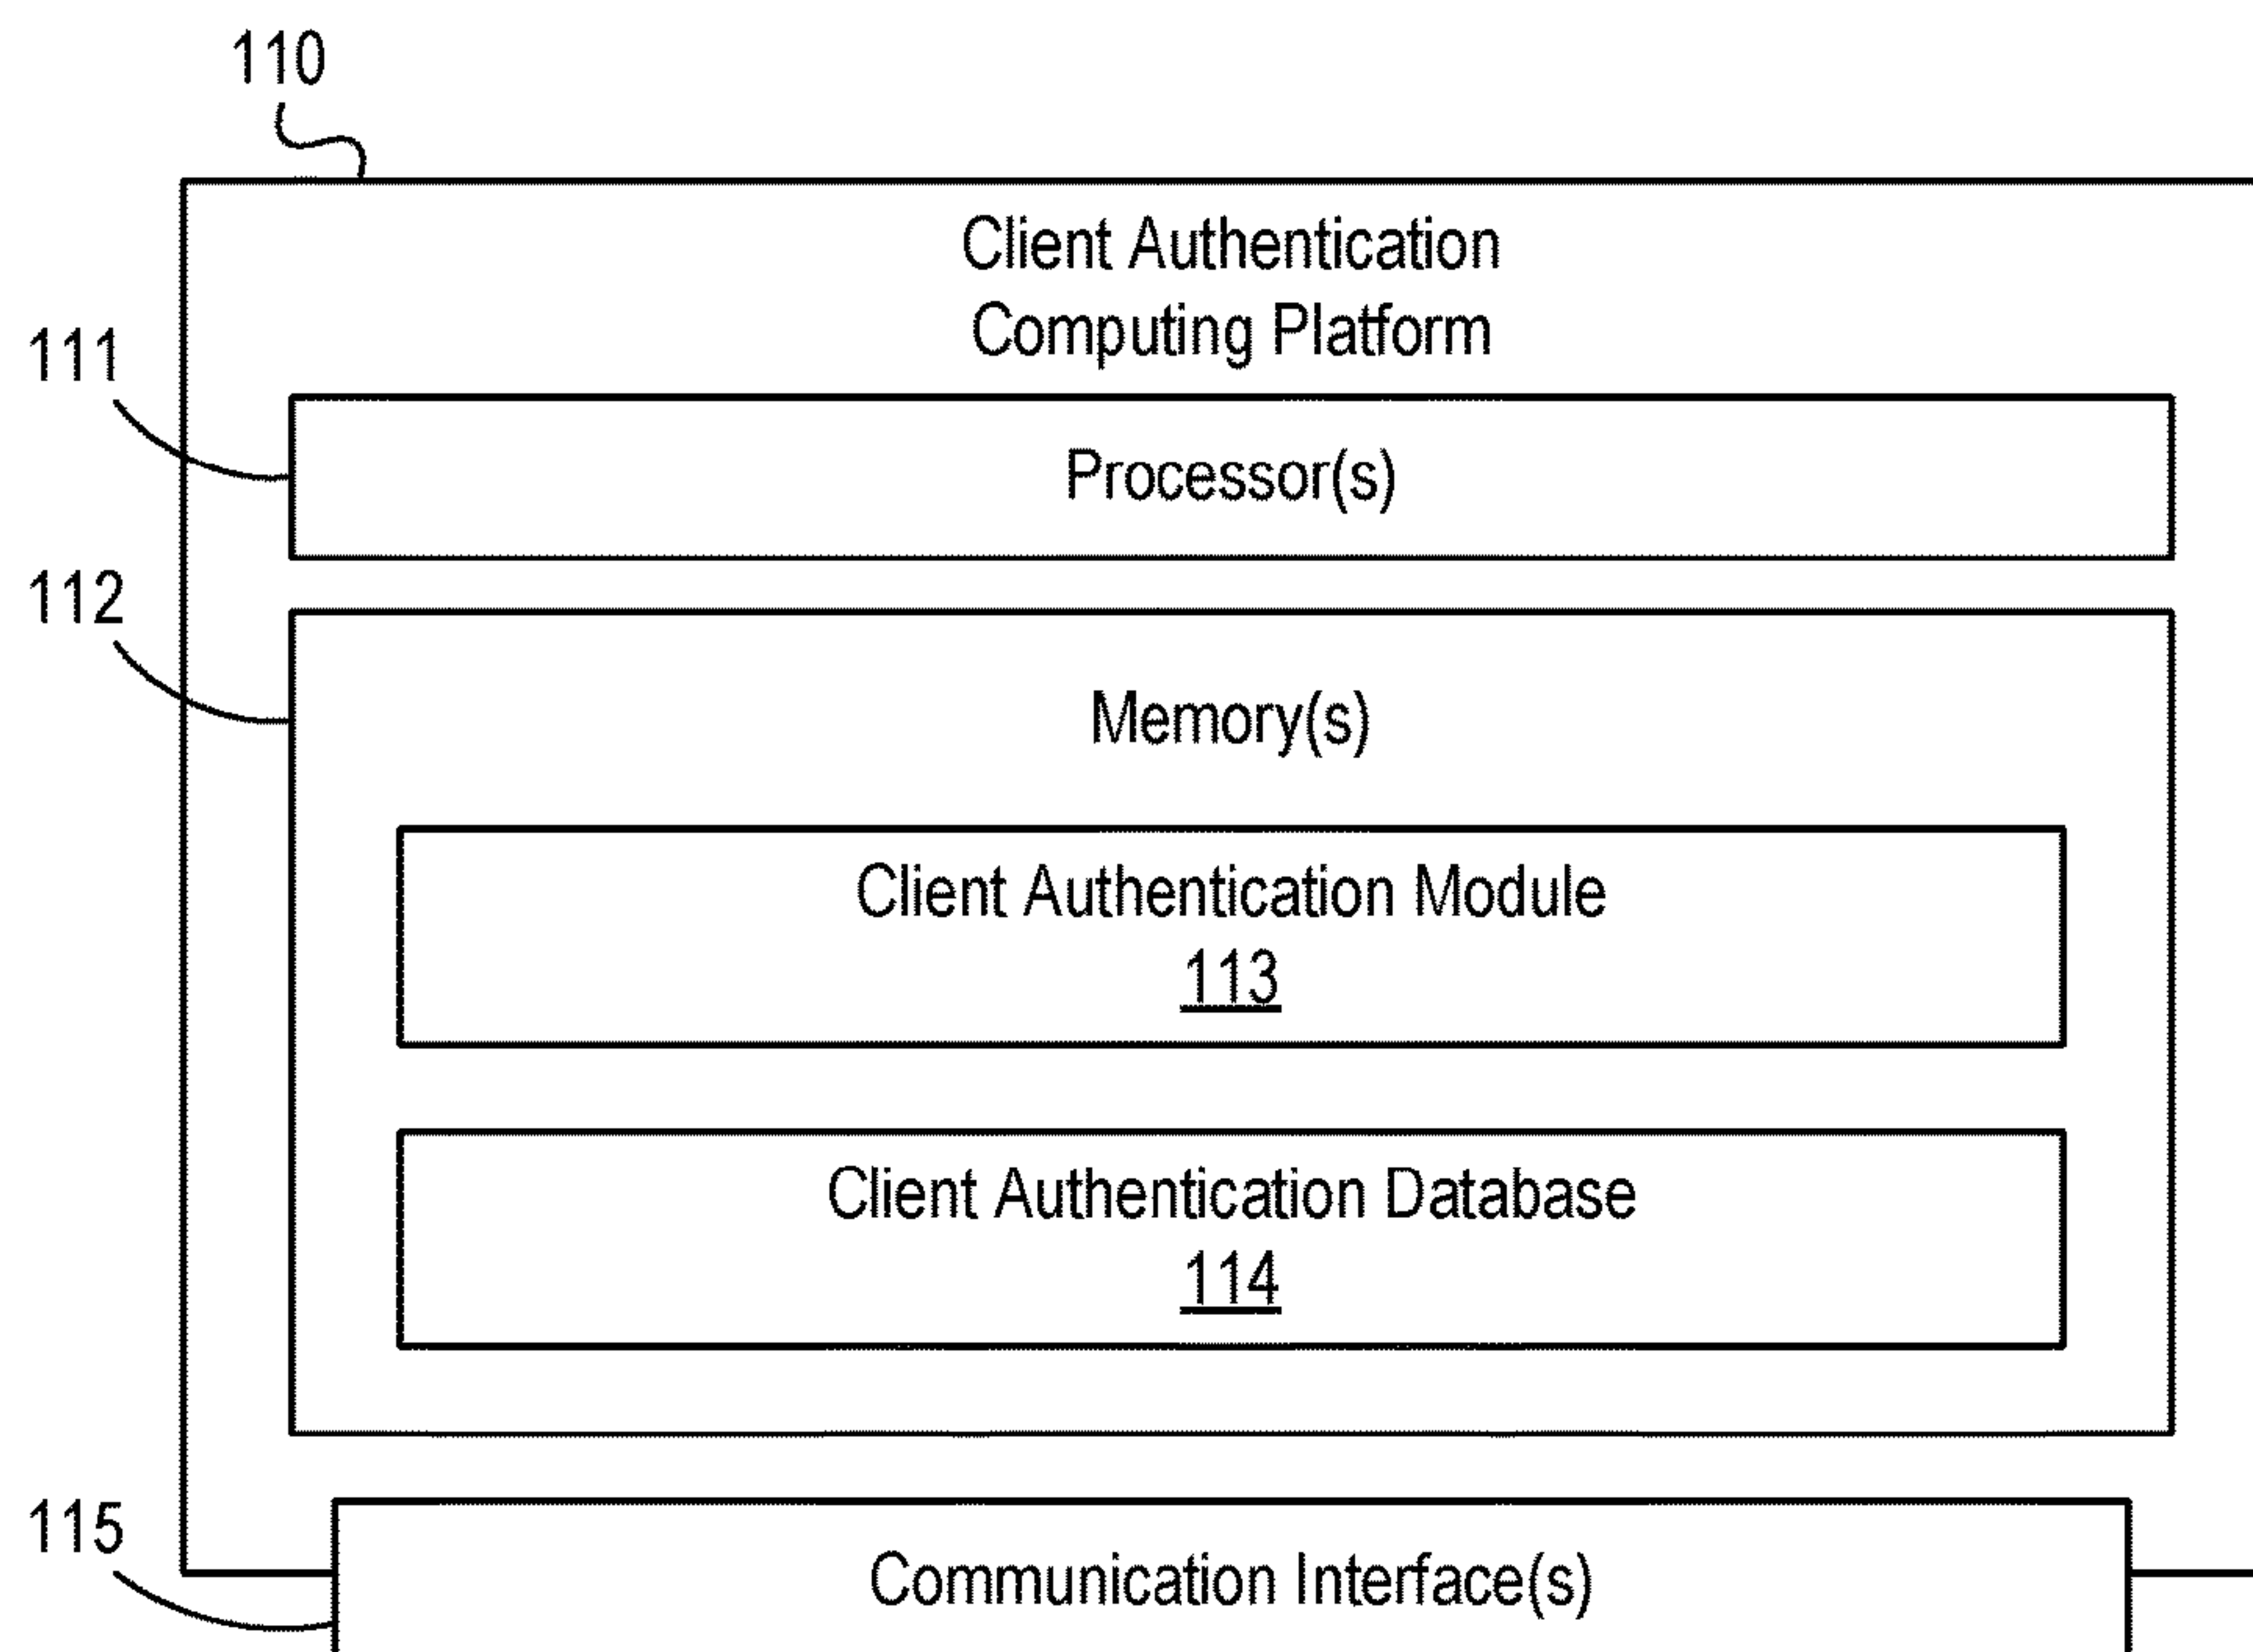 110
Client Authentication
Computing Platform
111
Processor(s)
112
Memory(s)
Client Authentication Module
113
Client Authentication Database
114
115
Communication Interface(s)